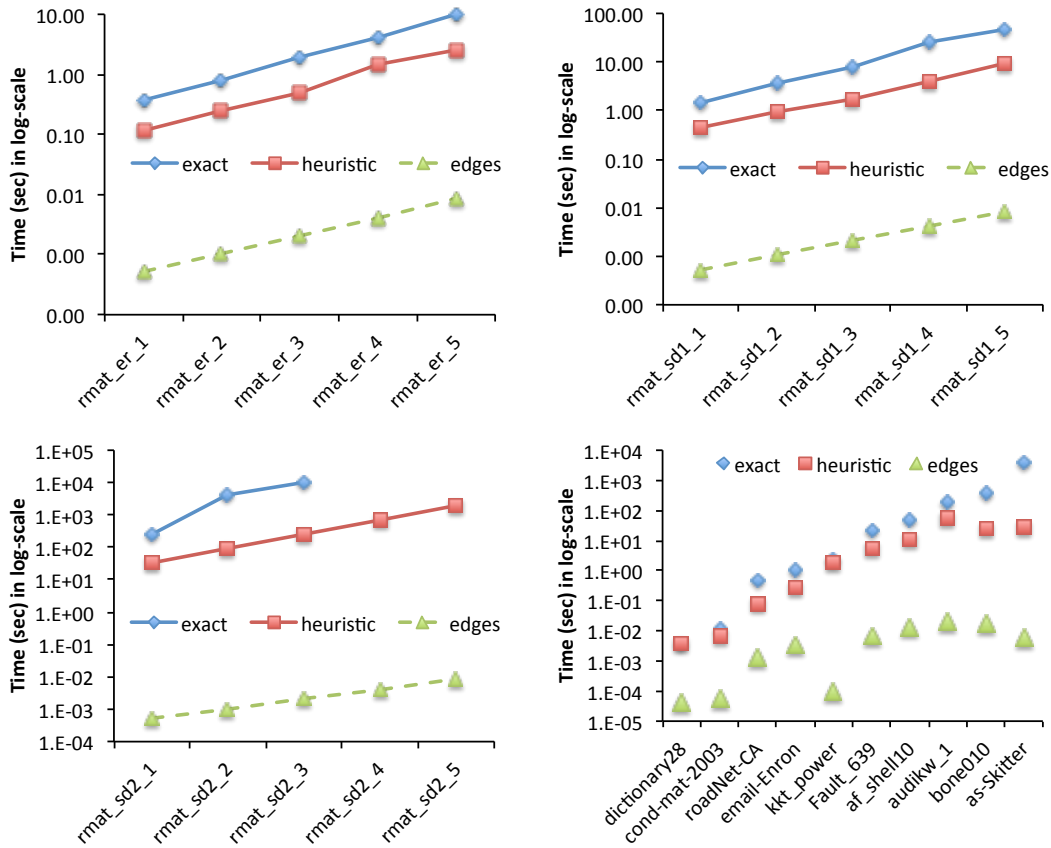 Time (sec) in log-scale
10.00
1.00
0.10
0.01
0.00
0.00
exact
heuristic
edges
rmat_er_1
rmat_er_2
rmat_er_3
rmat_er_4
rmat_er_5
Time (sec) in log-scale
100.00
10.00
1.00
0.10
0.01
0.00
0.00
exact
heuristic
edges
rmat_sd1_1
rmat_sd1_2
rmat_sd1_3
rmat_sd1_4
rmat_sd1_5
Time (sec) in log-scale
1.E+05
1.E+04
1.E+03
1.E+02
1.E+01
1.E+00
1.E-01
1.E-02
1.E-03
1.E-04
exact
heuristic
edges
rmat_sd2_1
rmat_sd2_2
rmat_sd2_3
rmat_sd2_4
rmat_sd2_5
Time (sec) in log-scale
1.E+04
1.E+03
1.E+02
1.E+01
1.E+00
1.E-01
1.E-02
1.E-03
1.E-04
1.E-05
exact
heuristic
edges
dictionary28
cond-mat-2003
roadNet-CA
email-Enron
kkt_power
Fault_639
af_shell10
audikw_1
bone010
as-Skitter